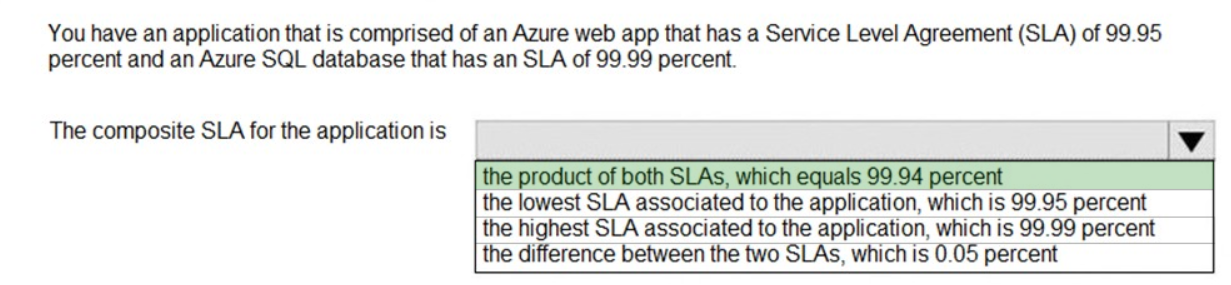 You have an application that is comprised of an Azure web app that has a Service Level Agreement (SLA) of 99.95
percent and an Azure SQL database that has an SLA of 99.99 percent.
The composite SLA for the application is
the product of both SLAs, which equals 99.94 percent
the lowest SLA associated to the application, which is 99.95 percent
the highest SLA associated to the application, which is 99.99 percent
the difference between the two SLAs, which is 0.05 percent